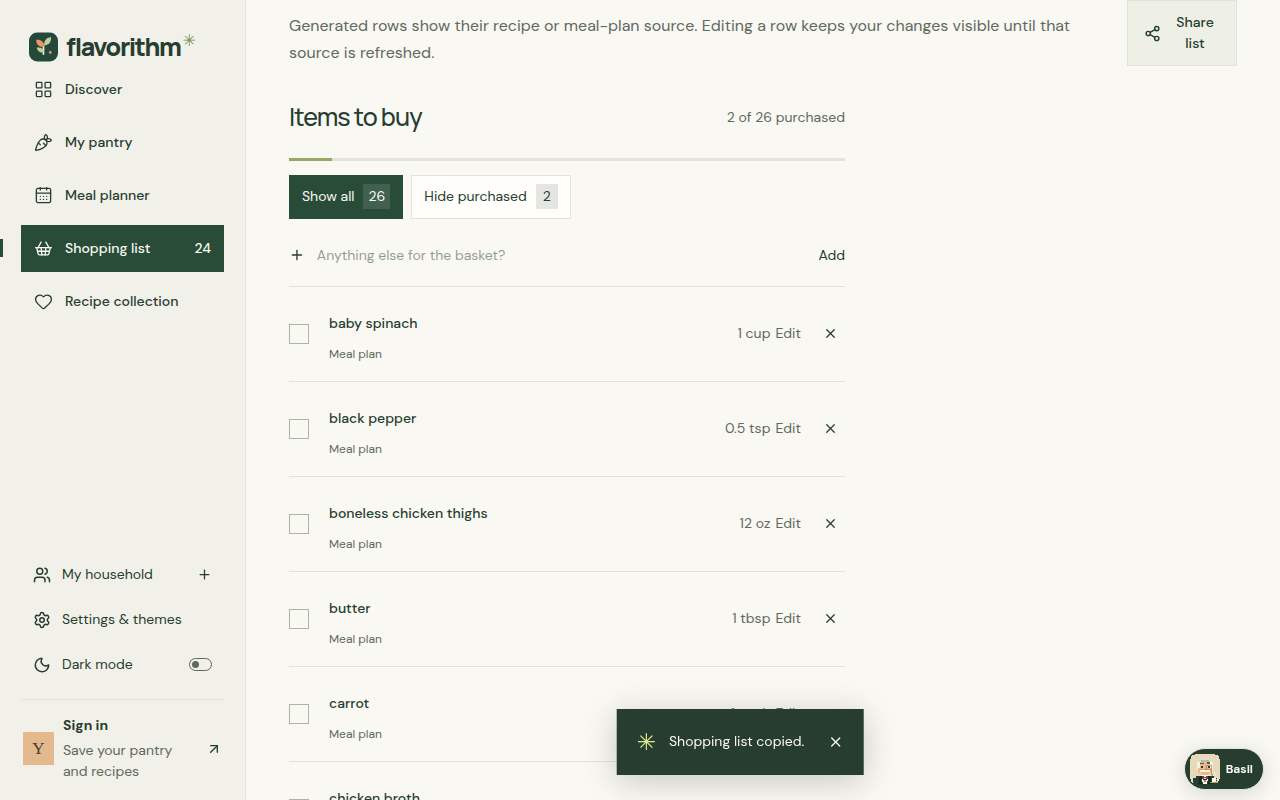 flavorithm
Discover
My pantry
Meal planner
Shopping list 24
Recipe collection
My household
Settings & themes
Dark mode
Y
Sign in
Save your pantry
and recipes
Generated rows show their recipe or meal-plan source. Editing a row keeps your changes visible until that
source is refreshed.
Share
list
Items to buy
2 of 26 purchased
Show all 26
Hide purchased 2
Anything else for the basket?
Add
baby spinach
Meal plan
1 cup Edit
black pepper
Meal plan
0.5 tsp Edit
boneless chicken thighs
Meal plan
12 oz Edit
butter
Meal plan
1 tbsp Edit
carrot
Meal plan
chicken broth
Shopping list copied.
Basil